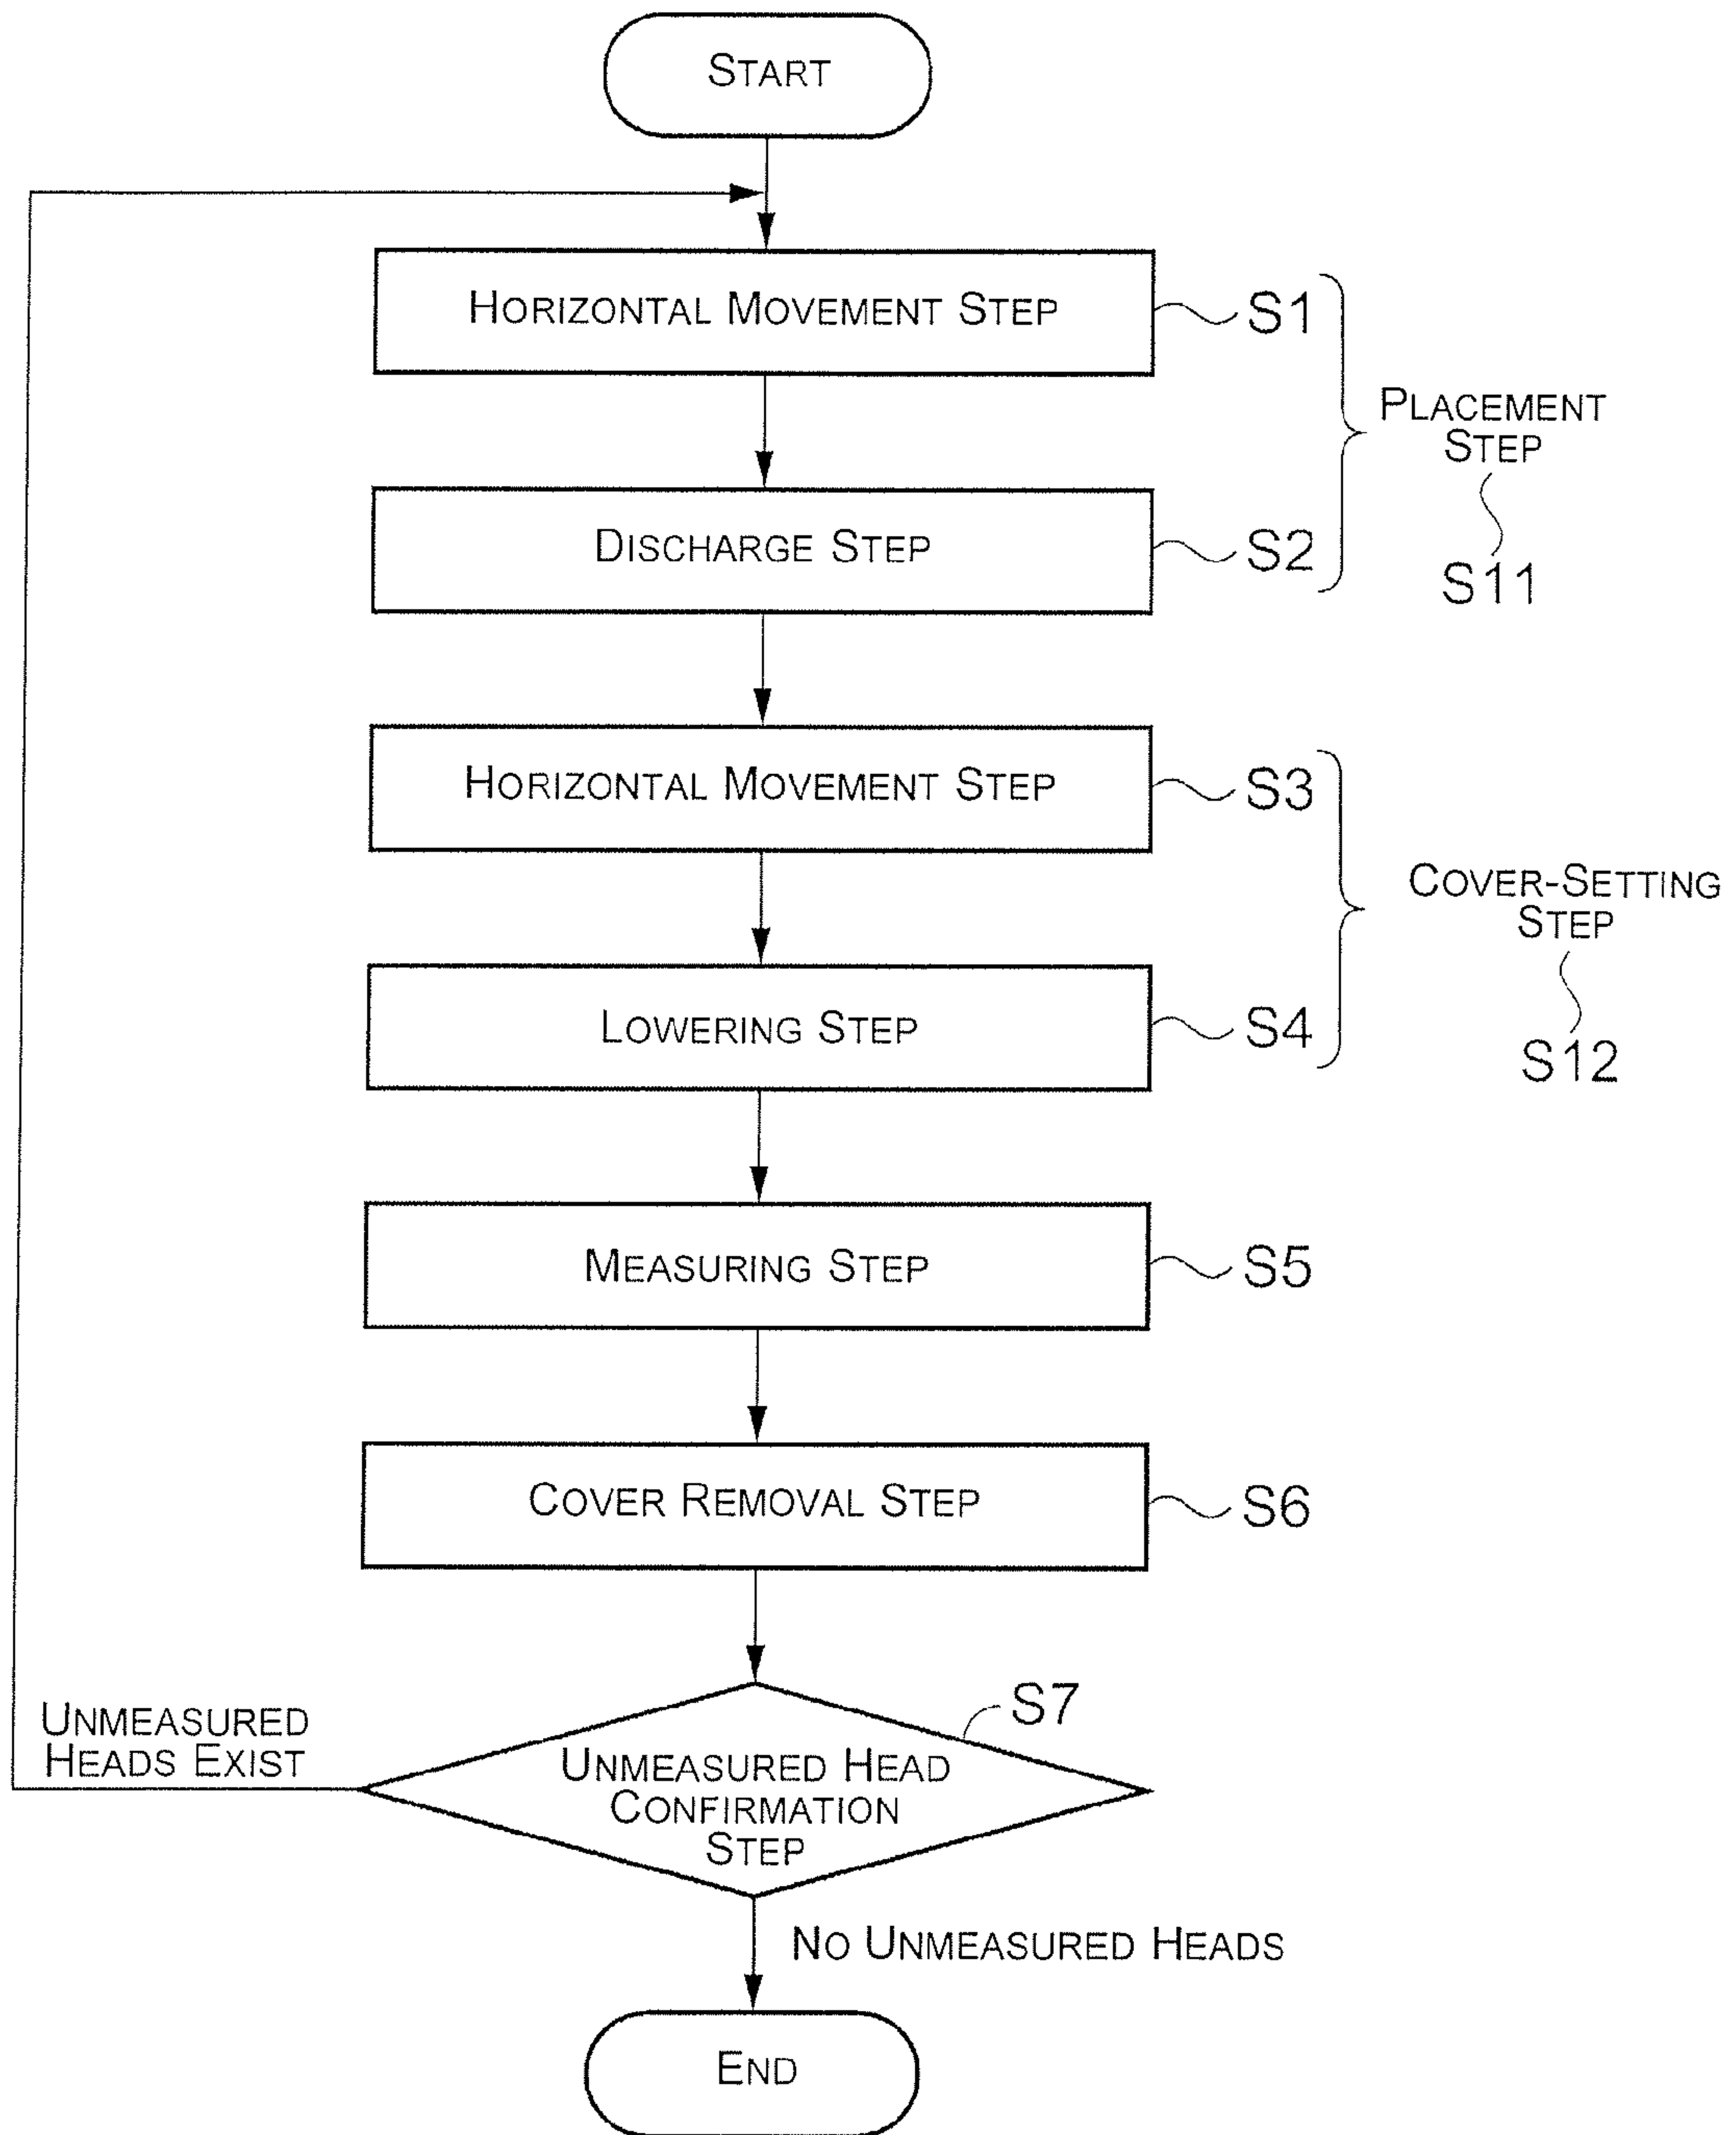 START
HORIZONTAL MOVEMENT STEP
S1
PLACEMENT
STEP
S11
DISCHARGE STEP
S2
HORIZONTAL MOVEMENT STEP
S3
COVER-SETTING
STEP
S12
LOWERING STEP
S4
MEASURING STEP
S5
COVER REMOVAL STEP
S6
S7
UNMEASURED HEAD
CONFIRMATION
STEP
UNMEASURED
HEADS EXIST
NO UNMEASURED HEADS
END